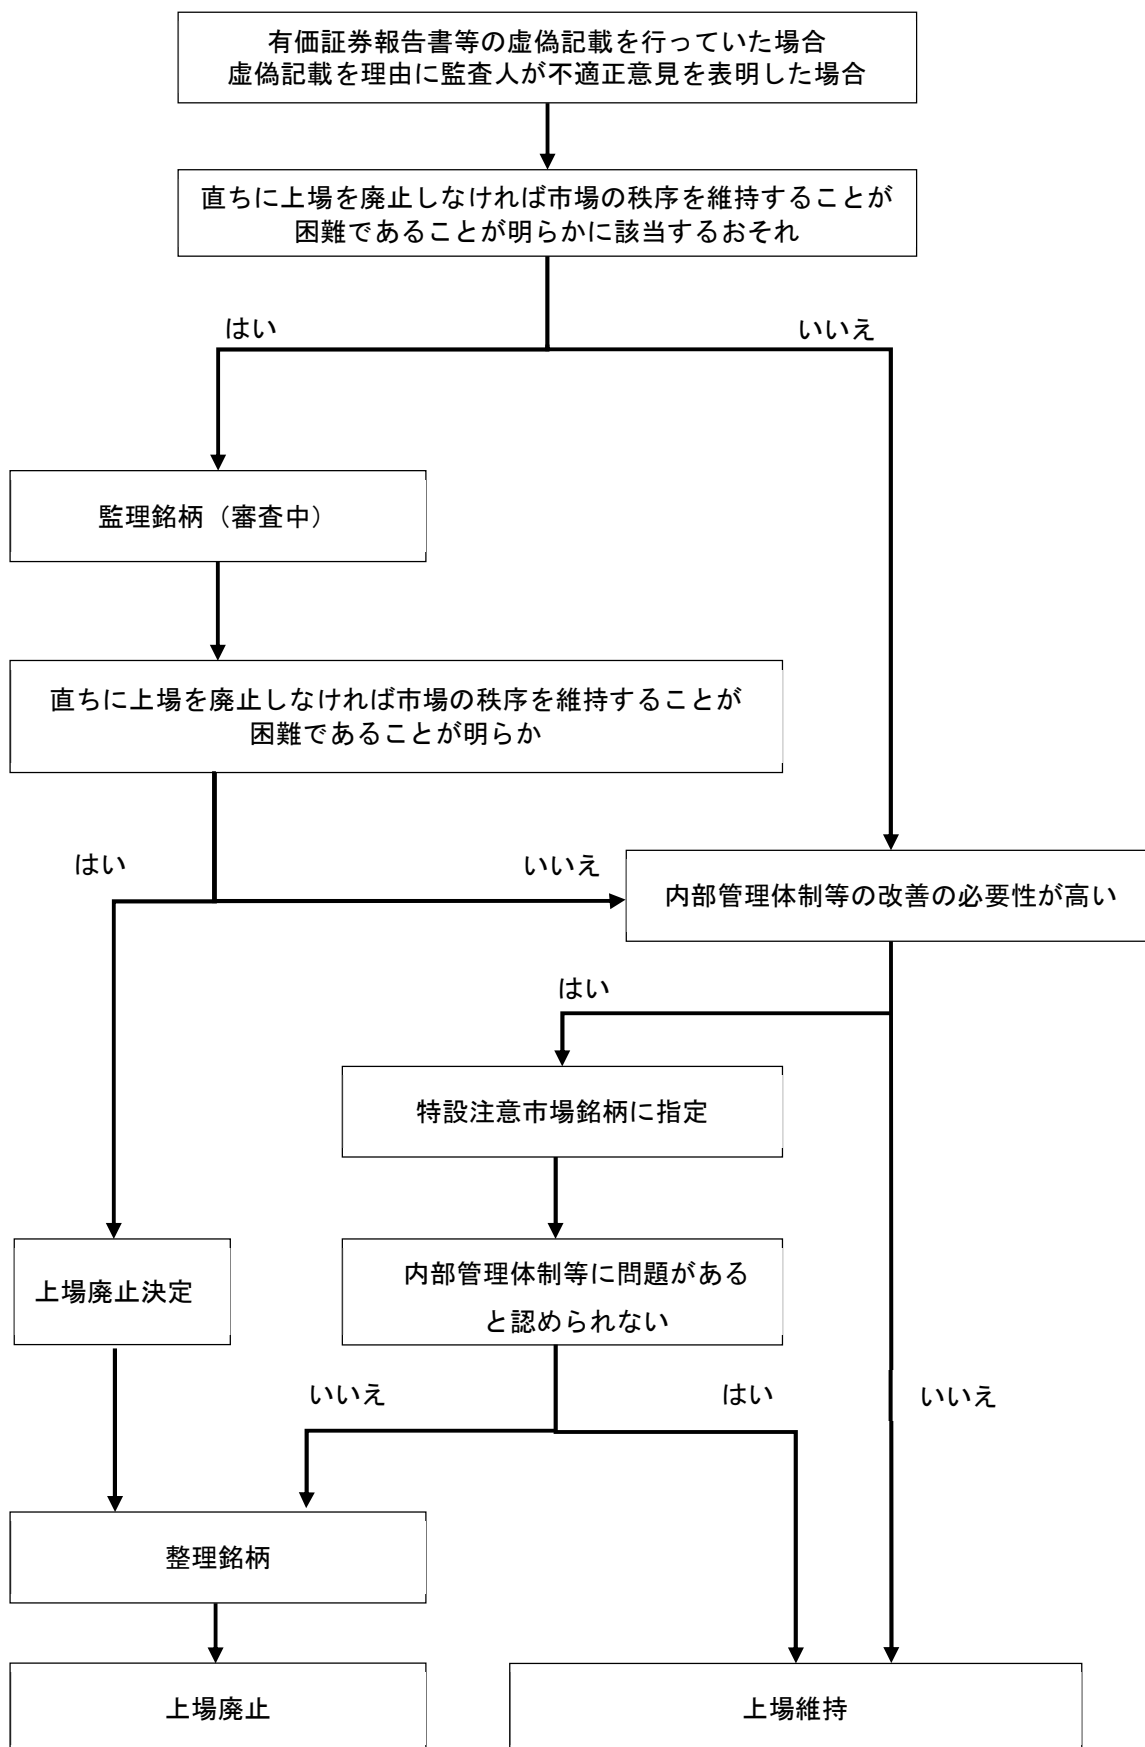 有価証券報告書等の虚偽記載を行っていた場合
虚偽記載を理由に監査人が不適正意見を表明した場合
直ちに上場を廃止しなければ市場の秩序を維持することが
困難であることが明らかに該当するおそれ
はい
いいえ
監理銘柄（審査中）
直ちに上場を廃止しなければ市場の秩序を維持することが
困難であることが明らか
はい
いいえ
内部管理体制等の改善の必要性が高い
はい
特設注意市場銘柄に指定
上場廃止決定
内部管理体制等に問題がある
と認められない
いいえ
はい
いいえ
整理銘柄
上場廃止
上場維持